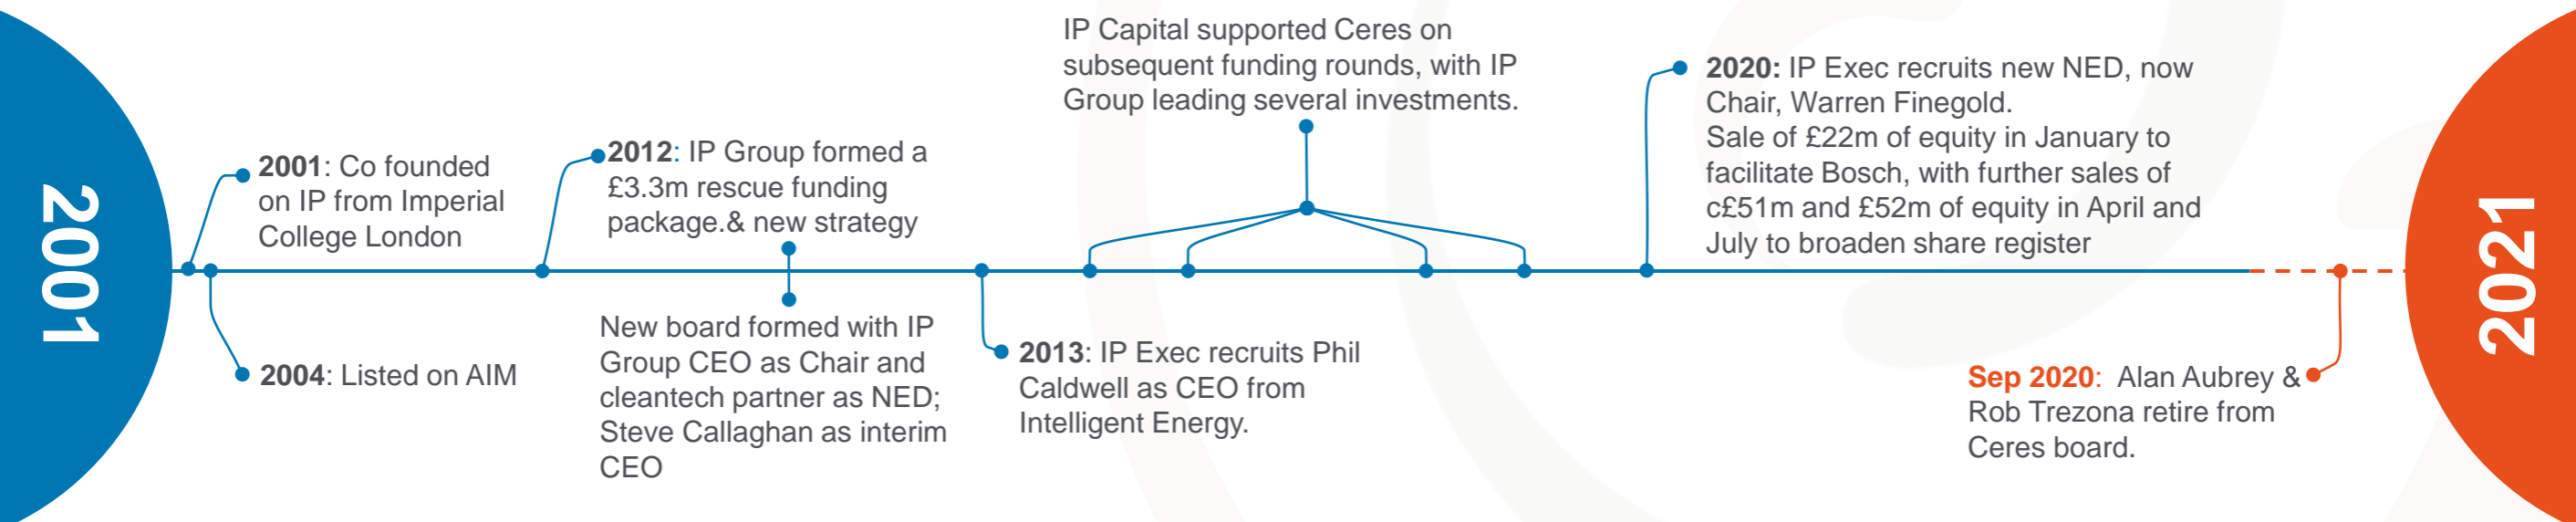 2001
2001: Co founded
on IP from Imperial
College London
2004: Listed on AIM
2012: IP Group formed a
£3.3m rescue funding
package.& new strategy
New board formed with IP
Group CEO as Chair and
cleantech partner as NED;
Steve Callaghan as interim
CEO
2013: IP Exec recruits Phil
Caldwell as CEO from
Intelligent Energy.
IP Capital supported Ceres on
subsequent funding rounds, with IP
Group leading several investments.
2020: IP Exec recruits new NED, now
Chair, Warren Finegold.
Sale of £22m of equity in January to
facilitate Bosch, with further sales of
c£51m and £52m of equity in April and
July to broaden share register
Sep 2020:  Alan Aubrey &
Rob Trezona retire from
Ceres board.
2021